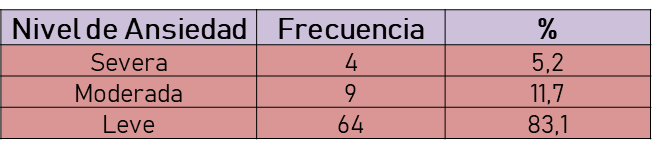 Nivel de Ansiedad Frecuencia %
Severa 4 5,2
Moderada 9 11,7
Leve 64 83,1